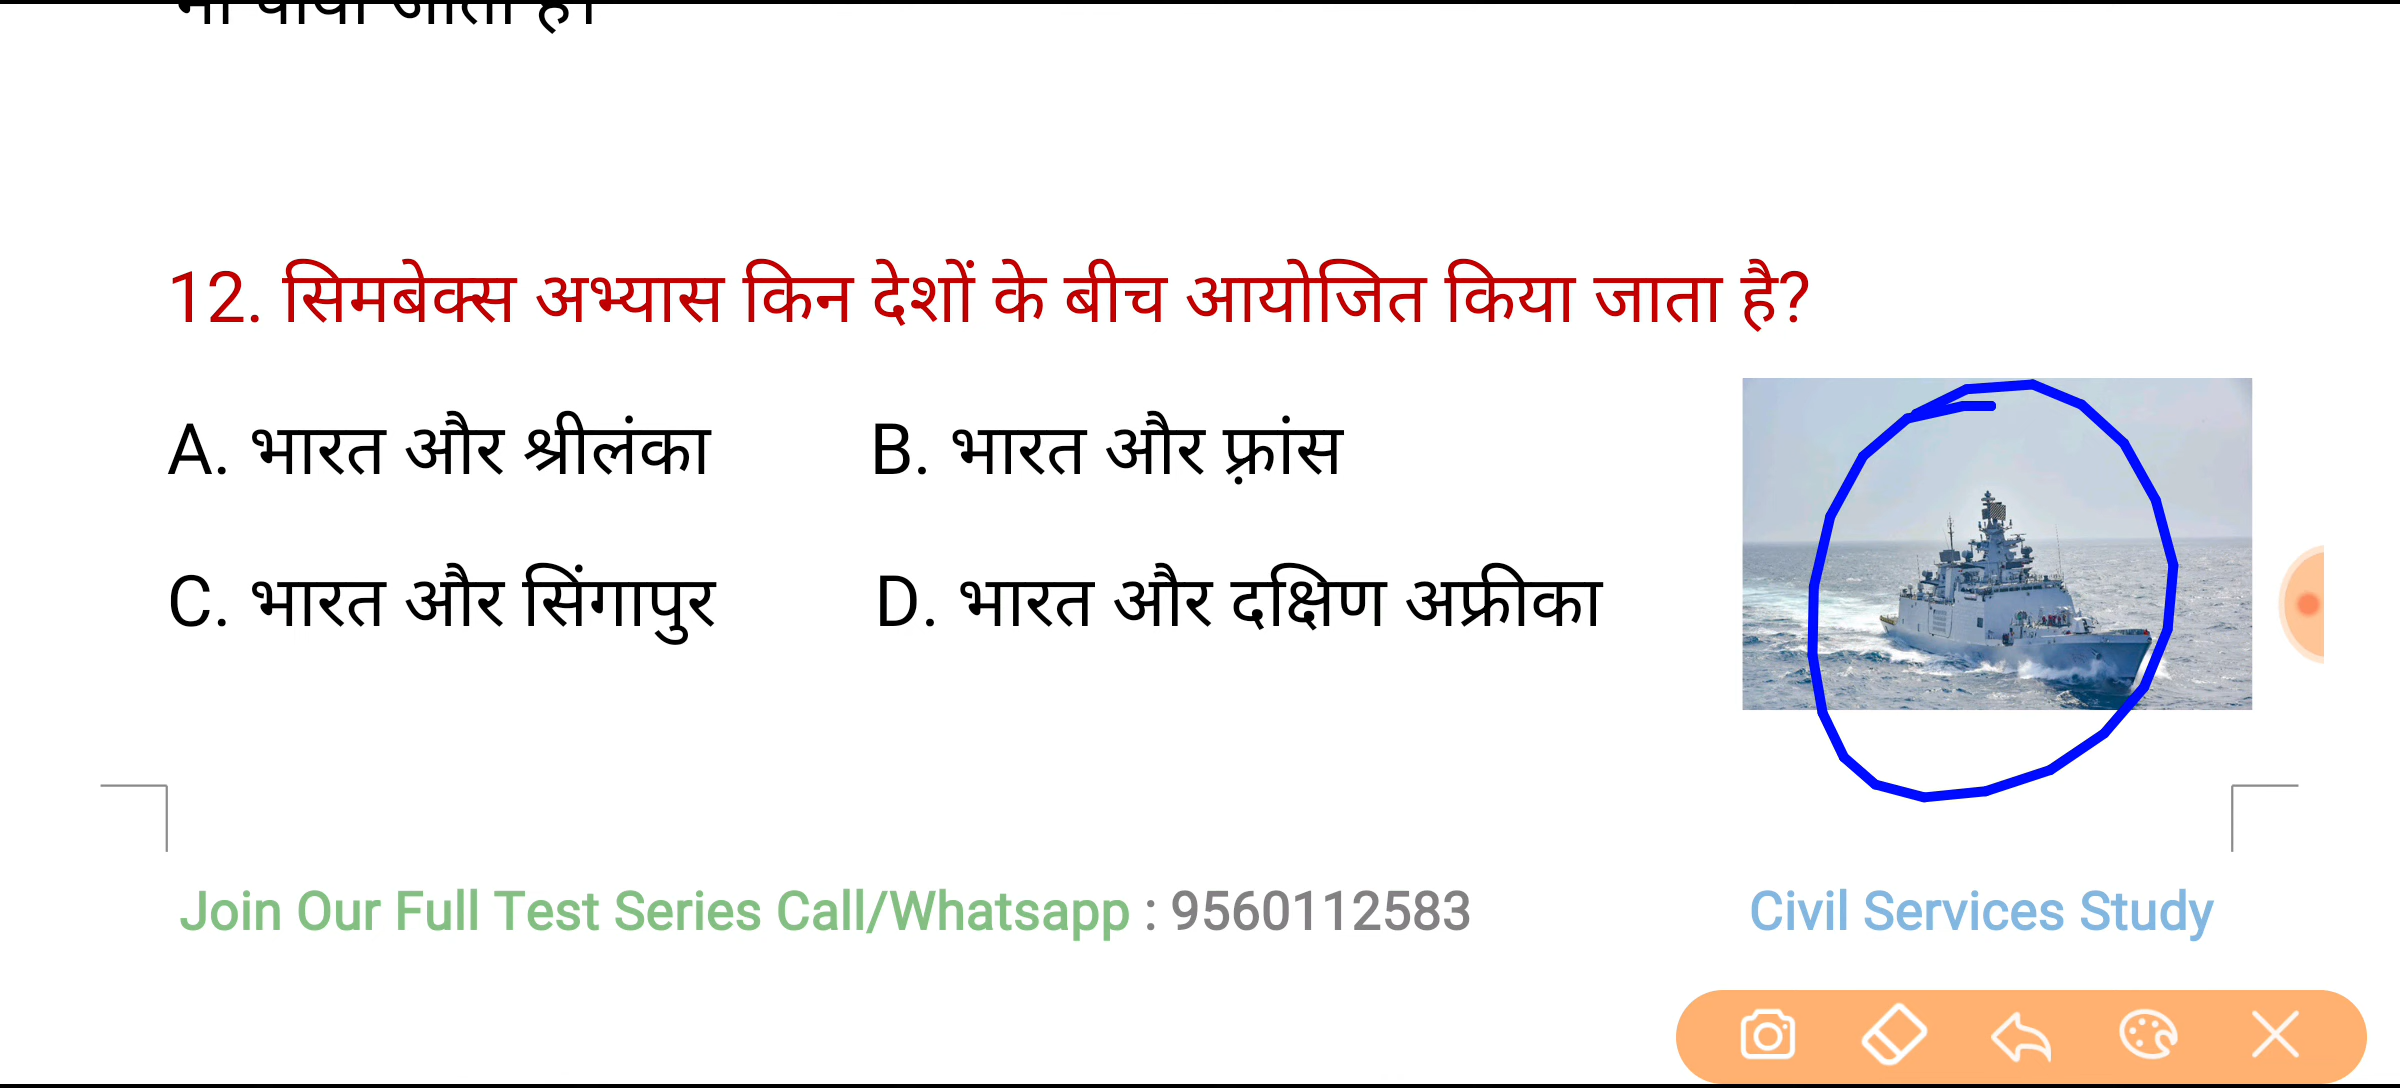 12. सिमबेक्स अभ्यास किन देशों के बीच आयोजित किया जाता है?
A. भारत और श्रीलंका B. भारत और फ़्रांस
C. भारत और सिंगापुर D. भारत और दक्षिण अफ्रीका
Join Our Full Test Series Call/Whatsapp : 9560112583 Civil Services Study